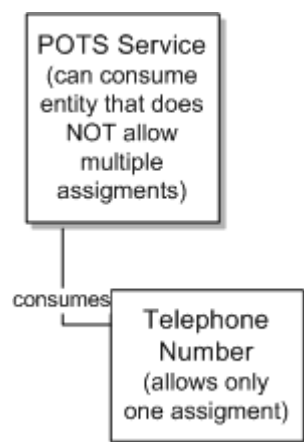 POTS Service
(can consume
entity that does
NOT allow
multiple
assigments)
consumes
Telephone
Number
(allows only
one assigment)